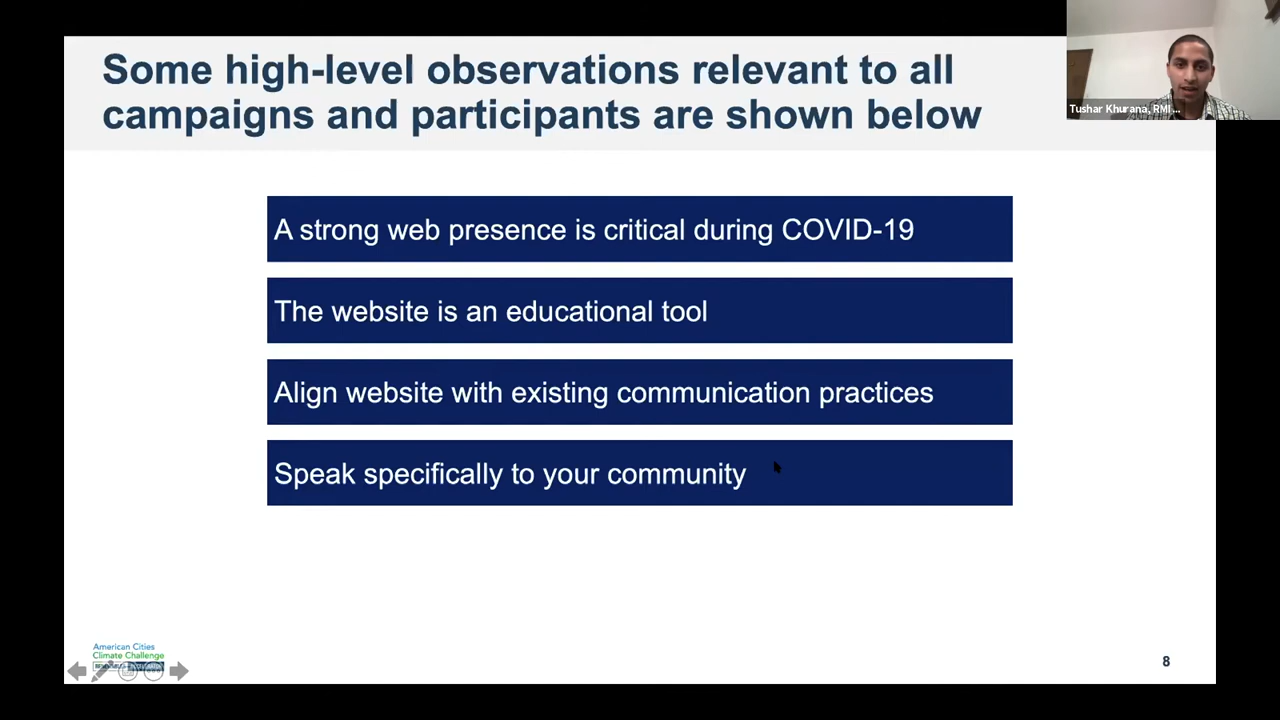 Some high-level observations relevant to all
campaigns and participants are shown below
Tushar Khurana, RMI ...
A strong web presence is critical during COVID-19
The website is an educational tool
Align website with existing communication practices
Speak specifically to your community
American Cities
Climate Challenge
8